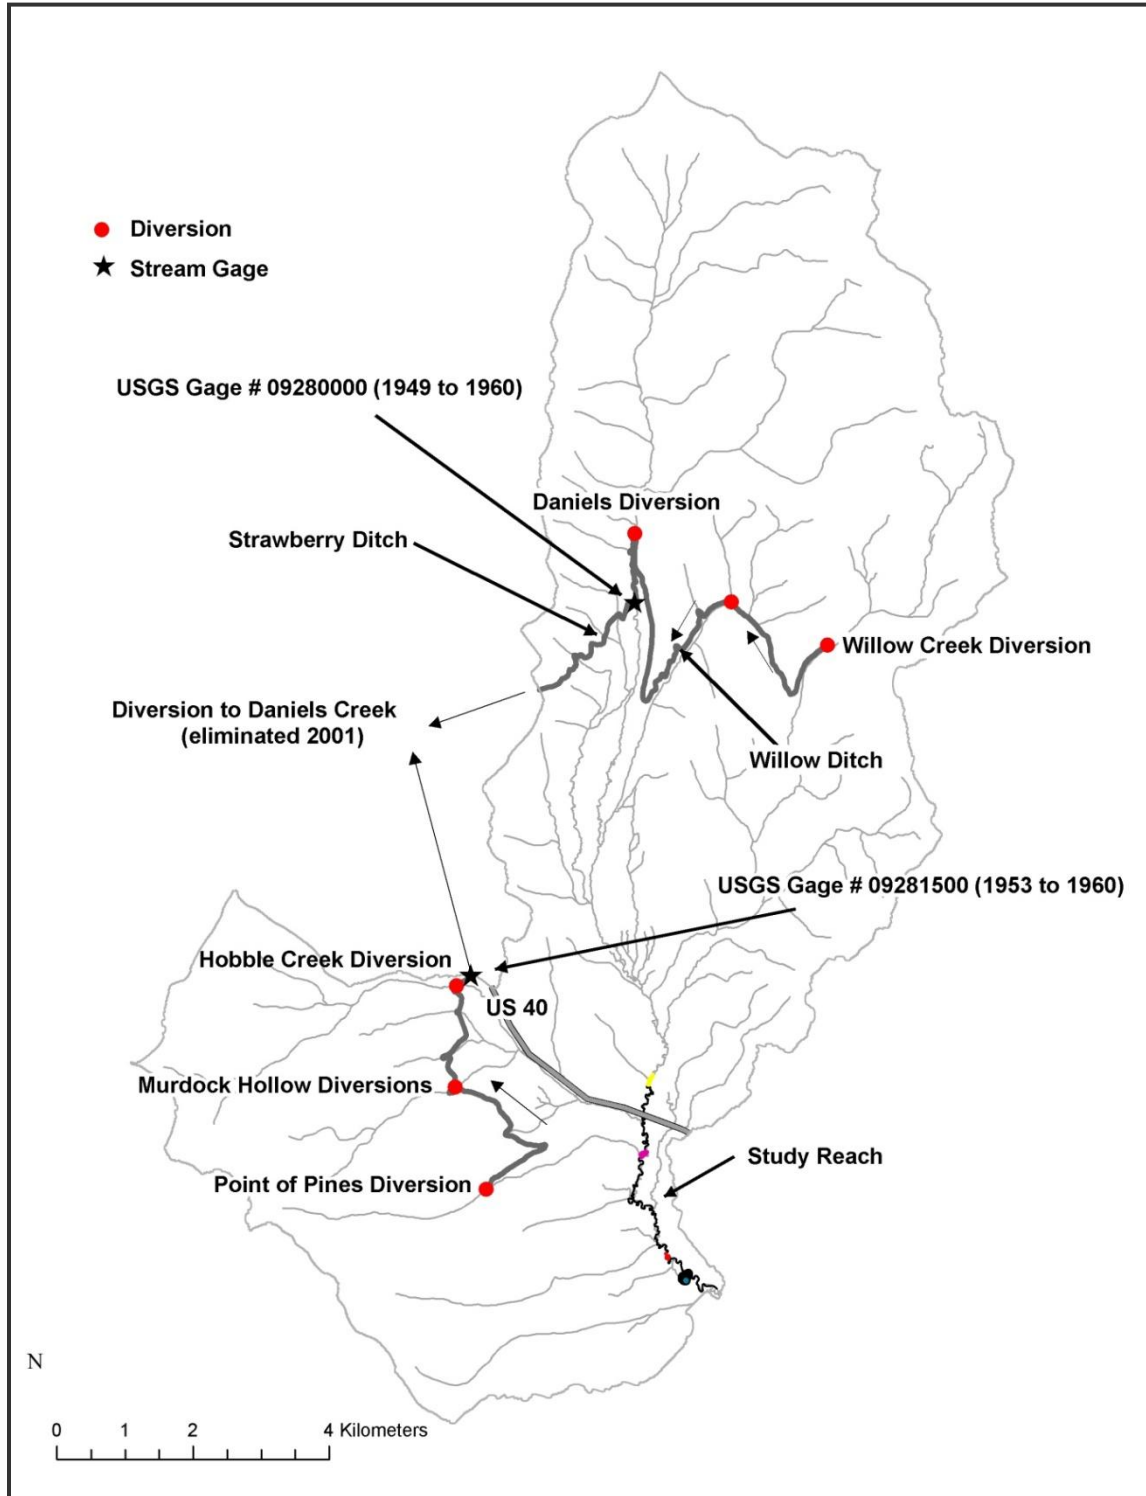 Diversion
Stream Gage
USGS Gage # 09280000 (1949 to 1960)
Daniels Diversion
Strawberry Ditch
Willow Creek Diversion
Diversion to Daniels Creek
(eliminated 2001)
Willow Ditch
USGS Gage # 09281500 (1953 to 1960)
Hobble Creek Diversion
US 40
Murdock Hollow Diversions
Study Reach
Point of Pines Diversion
N
0 1 2 4 Kilometers